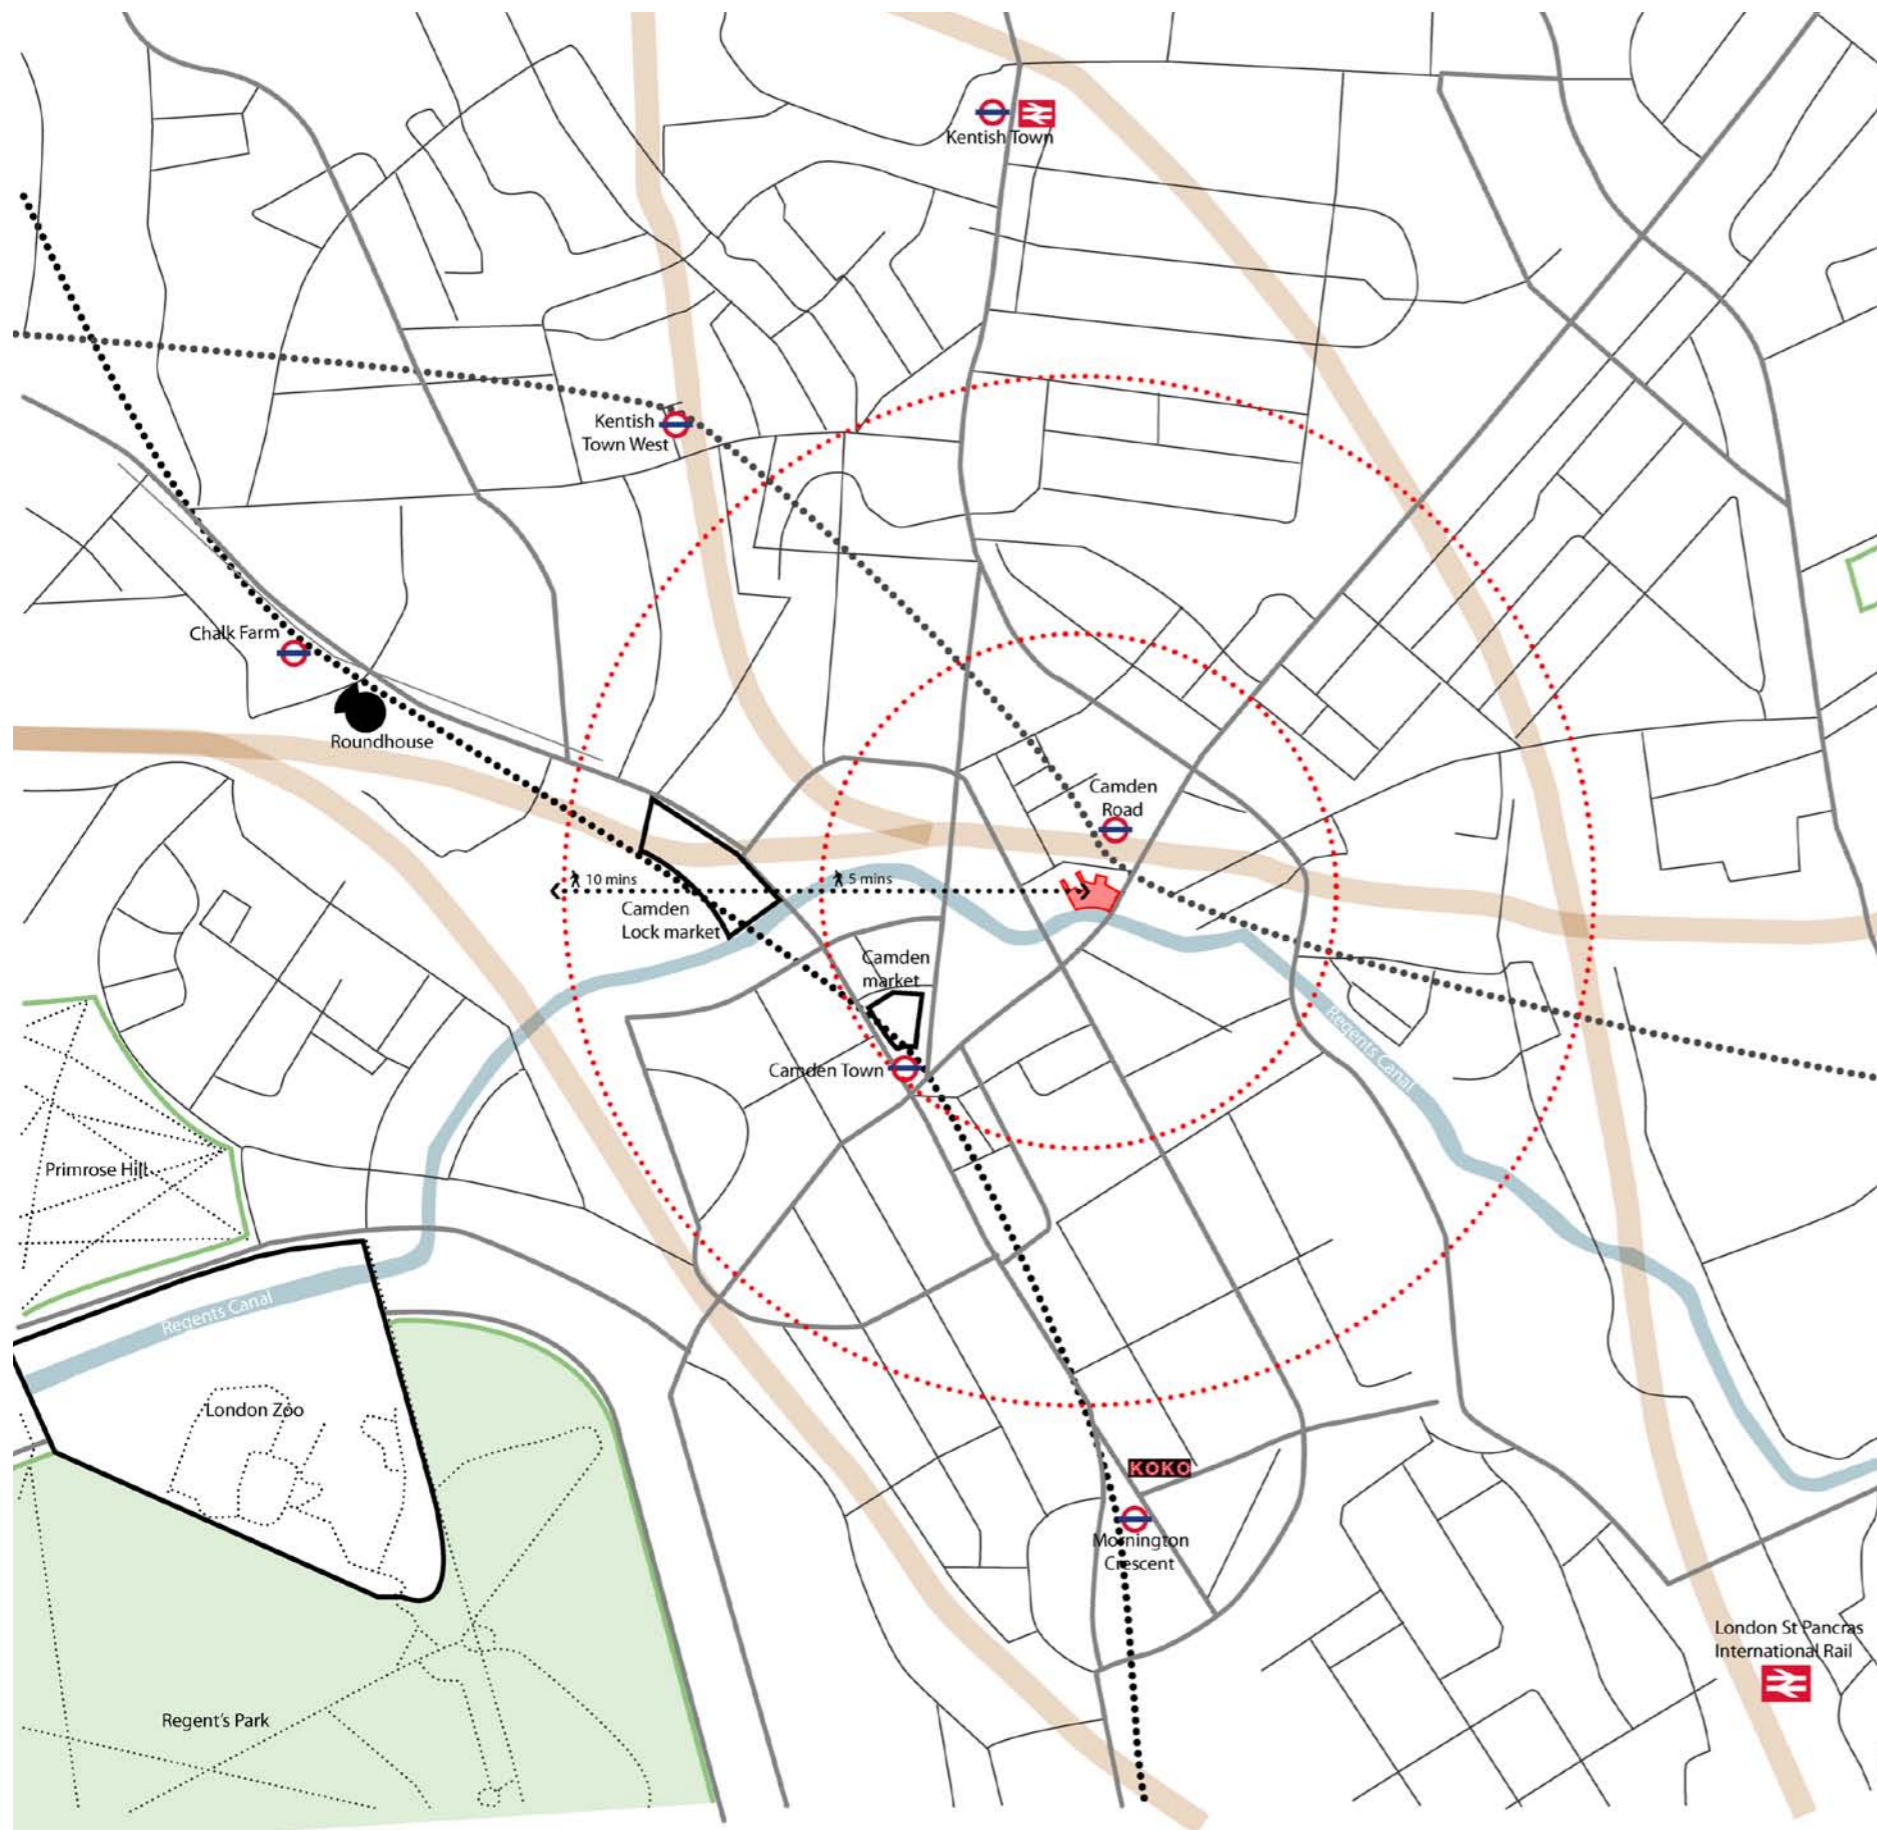 Kentish Town
Kentish
Town West
Chalk Farm
Roundhouse
Camden
Road
10 mins
5 mins
Camden
Lock market
Camden
market
Camden Town
Regents Canal
Primrose Hill
Regents Canal
London Zoo
KOKO
Mornington
Crescent
London St Pancras
International Rail
Regent's Park